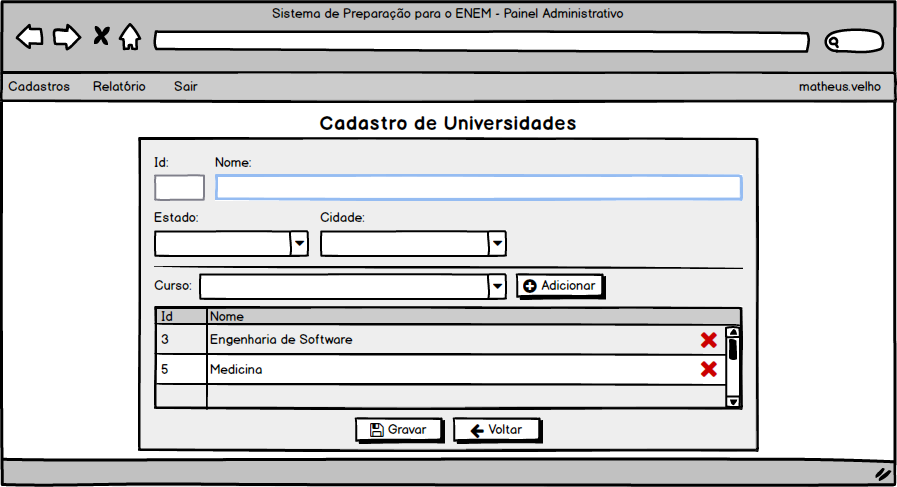 Sistema de Preparação para o ENEM - Painel Administrativo
Cadastros Relatório Sair matheus.velho
Cadastro de Universidades
Id: Nome:
Estado: Cidade:
Curso: Adicionar
Id Nome
3 Engenharia de Software
5 Medicina
Gravar Voltar